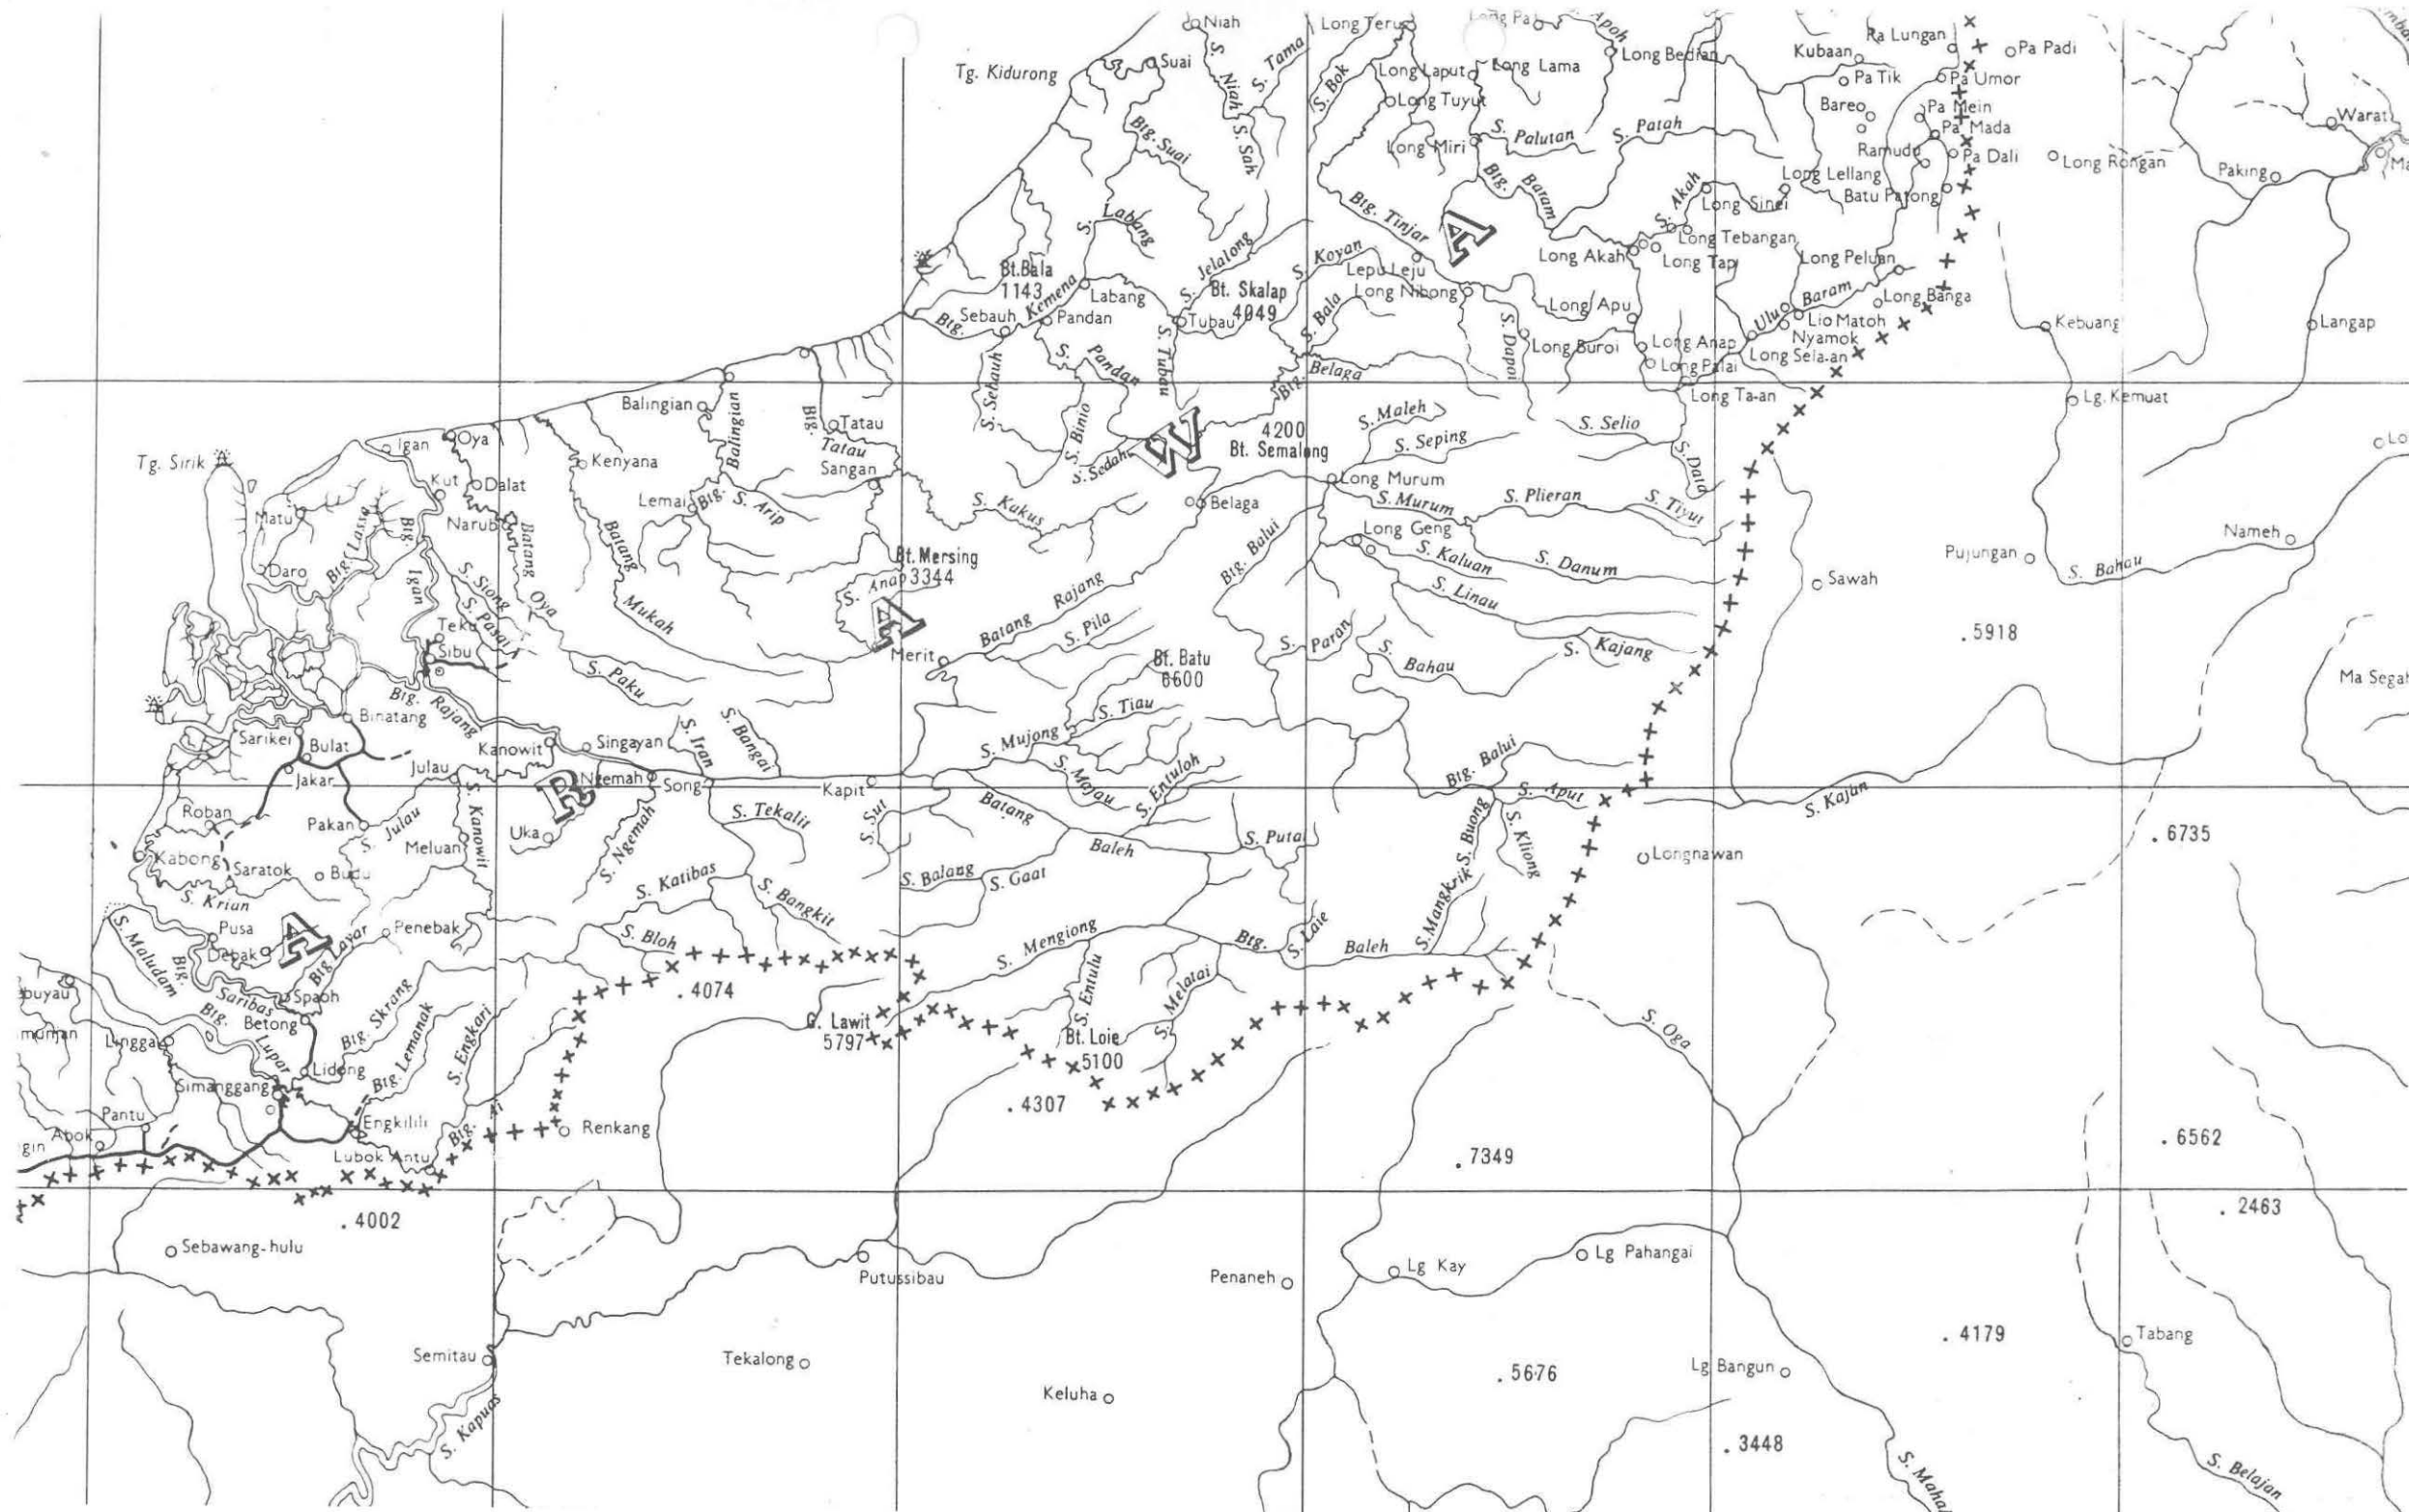 Niah
Long Teru
Long Pa
S. Apoh
Pa Lungan
Pa Padi
Tg. Kidurong
Suai
S. Niah
S. Tama
S. Bok
Long Laput
Long Lama
Long Bedian
Kubaan
Pa Tik
Pa Umor
Long Tuyut
Bareo
Pa Mein
Warat
Btg. Suai
S. Sah
Long Miri
S. Palutan
S. Patah
Pa Mada
Ramudu
Pa Dali
Long Rongan
Paking
Btg. Baram
S. Akah
Long Lellang
Long Sinei
Batu Patong
S. Labang
Btg. Tinjar
A
S. Jelalong
S. Koyan
Long Akah
Long Tebangan
Long Tap
Long Peluan
Bt. Bala
1143
Lepu Leju
Btg. Kemena
Labang
Bt. Skalap
4049
Long Nibong
Long Apu
Ulu Baram
Long Banga
Sebauh
Pandan
Tubau
S. Bala
S. Dapoi
Lio Matoh
Kebuang
Langap
S. Sebauh
S. Pandan
S. Tubau
Long Buroi
Long Anap
Nyamok
Long Sela-an
Long Palai
Btg. Belaga
Long Ta-an
Lg. Kemuat
Balingian
Balingian
Btg. Tatau
Tatau
S. Binio
S. Sedah
W
4200
Bt. Semalong
S. Maleh
S. Seping
S. Selio
S. Data
Tg. Sirik
Igan
Oya
Kenyana
Sangan
Kut
Dalat
Lemai
Btg.
S. Arip
S. Kakus
Belaga
Long Murum
S. Murum
S. Plieran
S. Tiyut
Matu
Btg. Lassa
Btg. Igan
Narub
Batang Oya
Batang Mukah
Long Geng
Nameh
Btg. Balui
Daro
Bt. Mersing
3344
S. Anap
S. Kaluan
S. Danum
Sawah
Pujungan
S. Bahau
S. Siong
S. Pasai
A
Batang Rajang
S. Pila
S. Linau
.5918
Teku
Sibu
Merit
S. Paran
S. Bahau
S. Kajang
S. Paku
Bt. Batu
6600
Ma Segah
Btg. Rajang
Binatang
S. Tiau
S. Mujong
Sarikei
Bulat
Kanowit
Singayan
S. Iran
S. Bangai
Julau
Jakar
R
Ngemah
Song
Kapit
S. Majau
S. Entuloh
Btg. Balui
S. Aput
S. Kajun
Roban
Pakan
S. Julau
S. Kanowit
Uka
S. Ngemah
S. Tekalit
S. Sut
Batang Baleh
S. Putai
S. Buong
S. Kliong
.6735
Kabong
Meluan
Saratok
Budu
S. Krian
S. Katibas
S. Bangkit
S. Balang
S. Gaat
Longnawan
S. Mangkrik
S. Maludam
Pusa
Debak
A
Btg. Layar
Penebak
S. Bloh
S. Mengiong
Btg. Baleh
S. Laie
Btg. Saribas
Spaoh
Btg. Skrang
.4074
S. Entulu
S. Melatai
Btg. Lupar
Betong
Btg. Lemanak
S. Engkari
G. Lawit
5797
Bt. Loie
5100
S. Oga
Lingga
Lidong
Simanggang
.4307
Pantu
Engkilili
Btg. Ai
Renkang
Abok
Lubok Antu
.7349
.6562
.4002
.2463
Sebawang-hulu
Putussibau
Penaneh
Lg Kay
Lg Pahangai
Semitau
Tekalong
Keluha
.5676
Lg Bangun
.4179
Tabang
S. Kapuas
.3448
S. Belajan